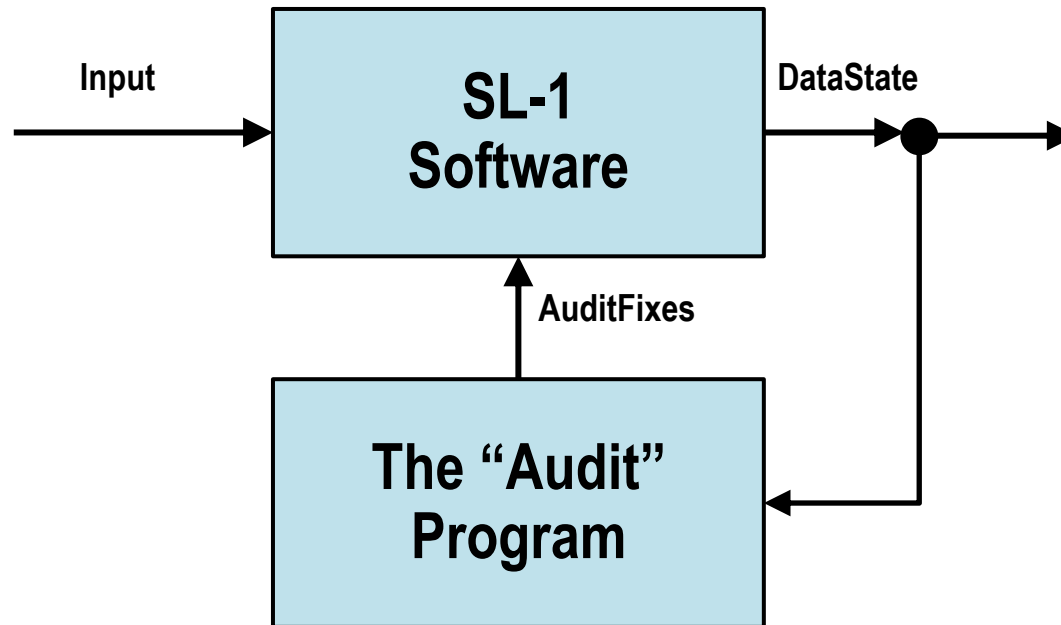 Input
SL-1
Software
DataState
AuditFixes
The “Audit”
Program